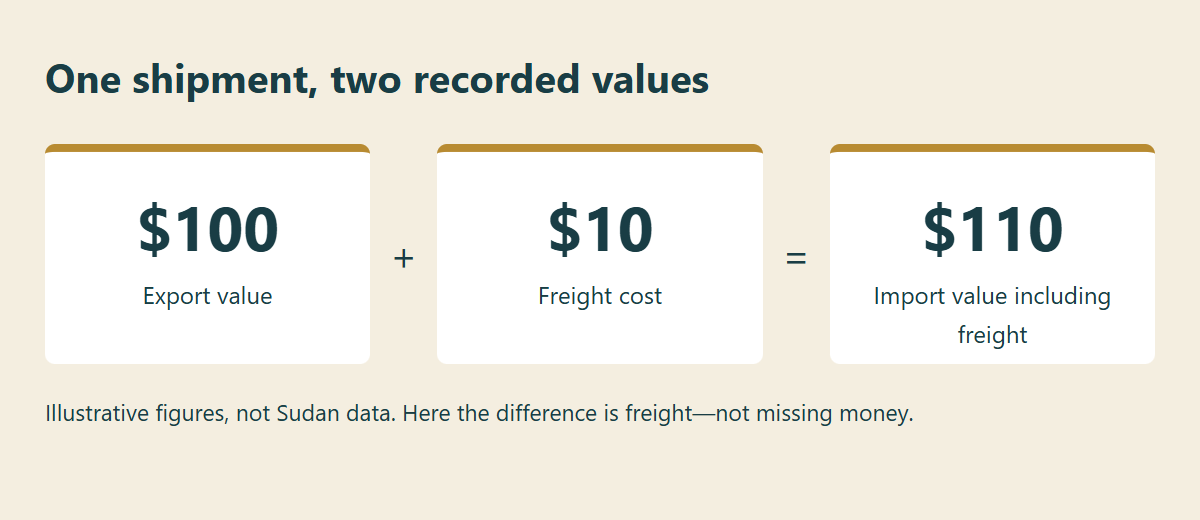 One shipment, two recorded values
$100
Export value
+
$10
Freight cost
=
$110
Import value including
freight
Illustrative figures, not Sudan data. Here the difference is freight—not missing money.